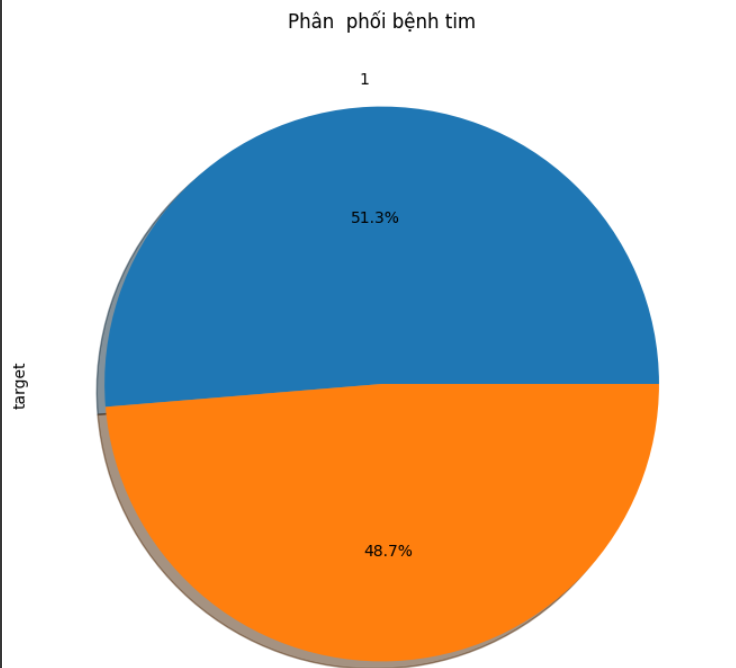 Phân  phối bệnh tim
1
51.3%
target
48.7%